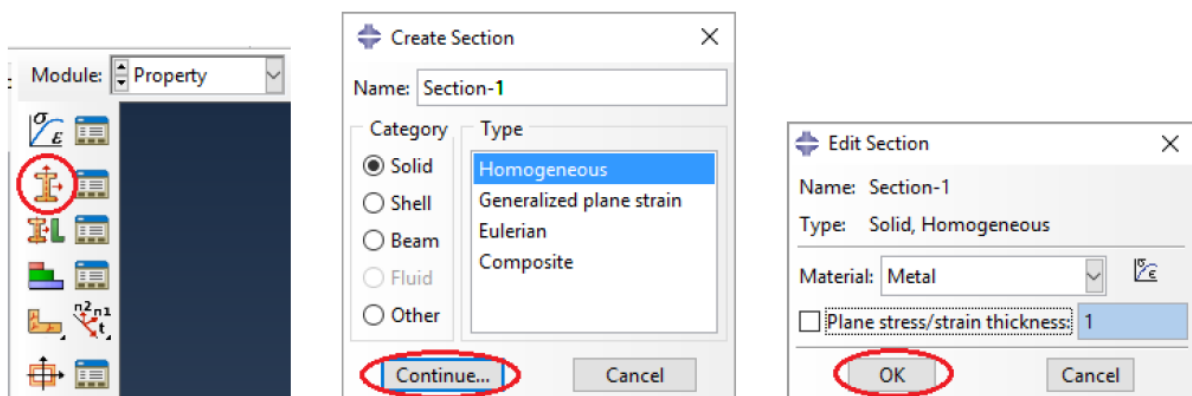 Module: Property
σ
ε
n2n1
t
Create Section
Name: Section-1
Category Type
Solid Homogeneous
Shell Generalized plane strain
Beam Eulerian
Fluid Composite
Other
Continue... Cancel
Edit Section
Name: Section-1
Type: Solid, Homogeneous
Material: Metal
σ
ε
Plane stress/strain thickness: 1
OK Cancel